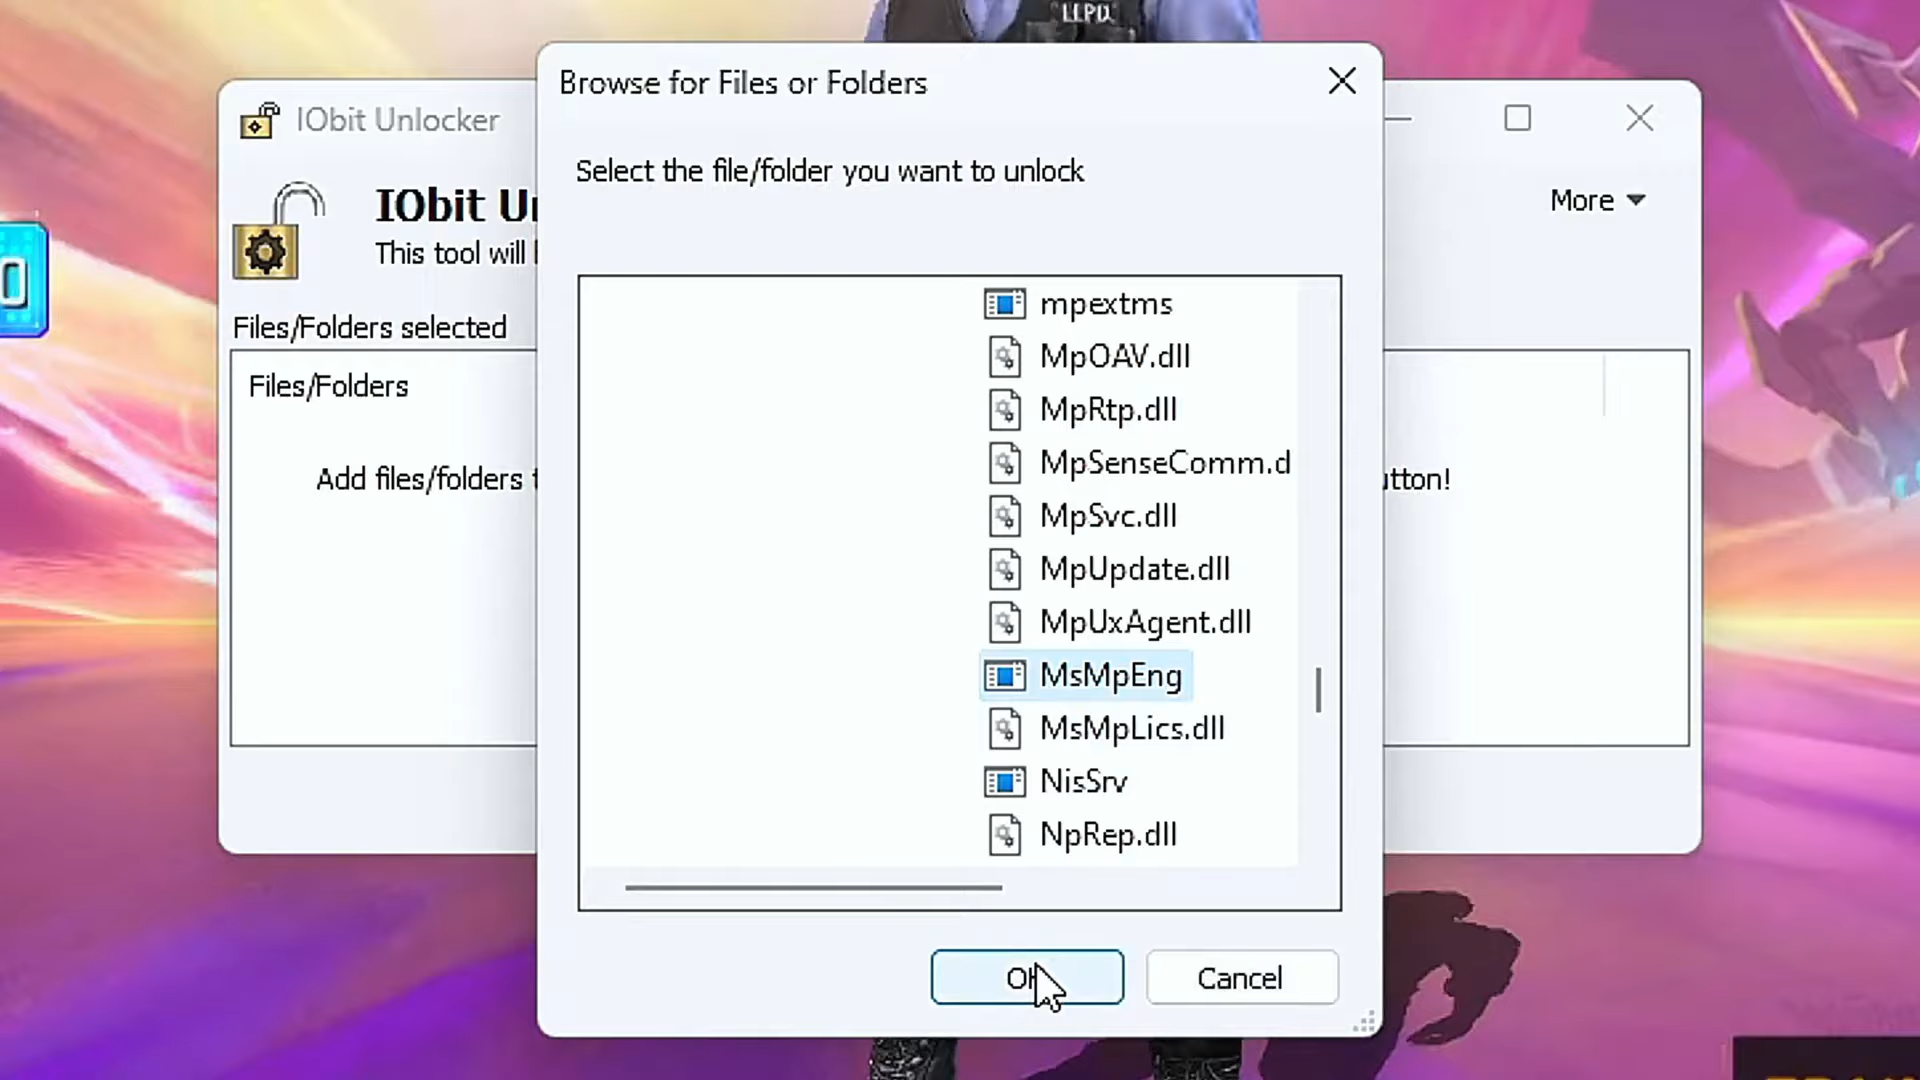 LLPD
Browse for Files or Folders
IObit Unlocker
Select the file/folder you want to unlock
More
IObit
This tool will
Files/Folders selected
mpextms
MpOAV.dll
Files/Folders
MpRtp.dll
MpSenseComm.d
Add files/folders
utton!
MpSvc.dll
MpUpdate.dll
MpUxAgent.dll
MsMpEng
MsMpLics.dll
NisSrv
NpRep.dll
OK
Cancel